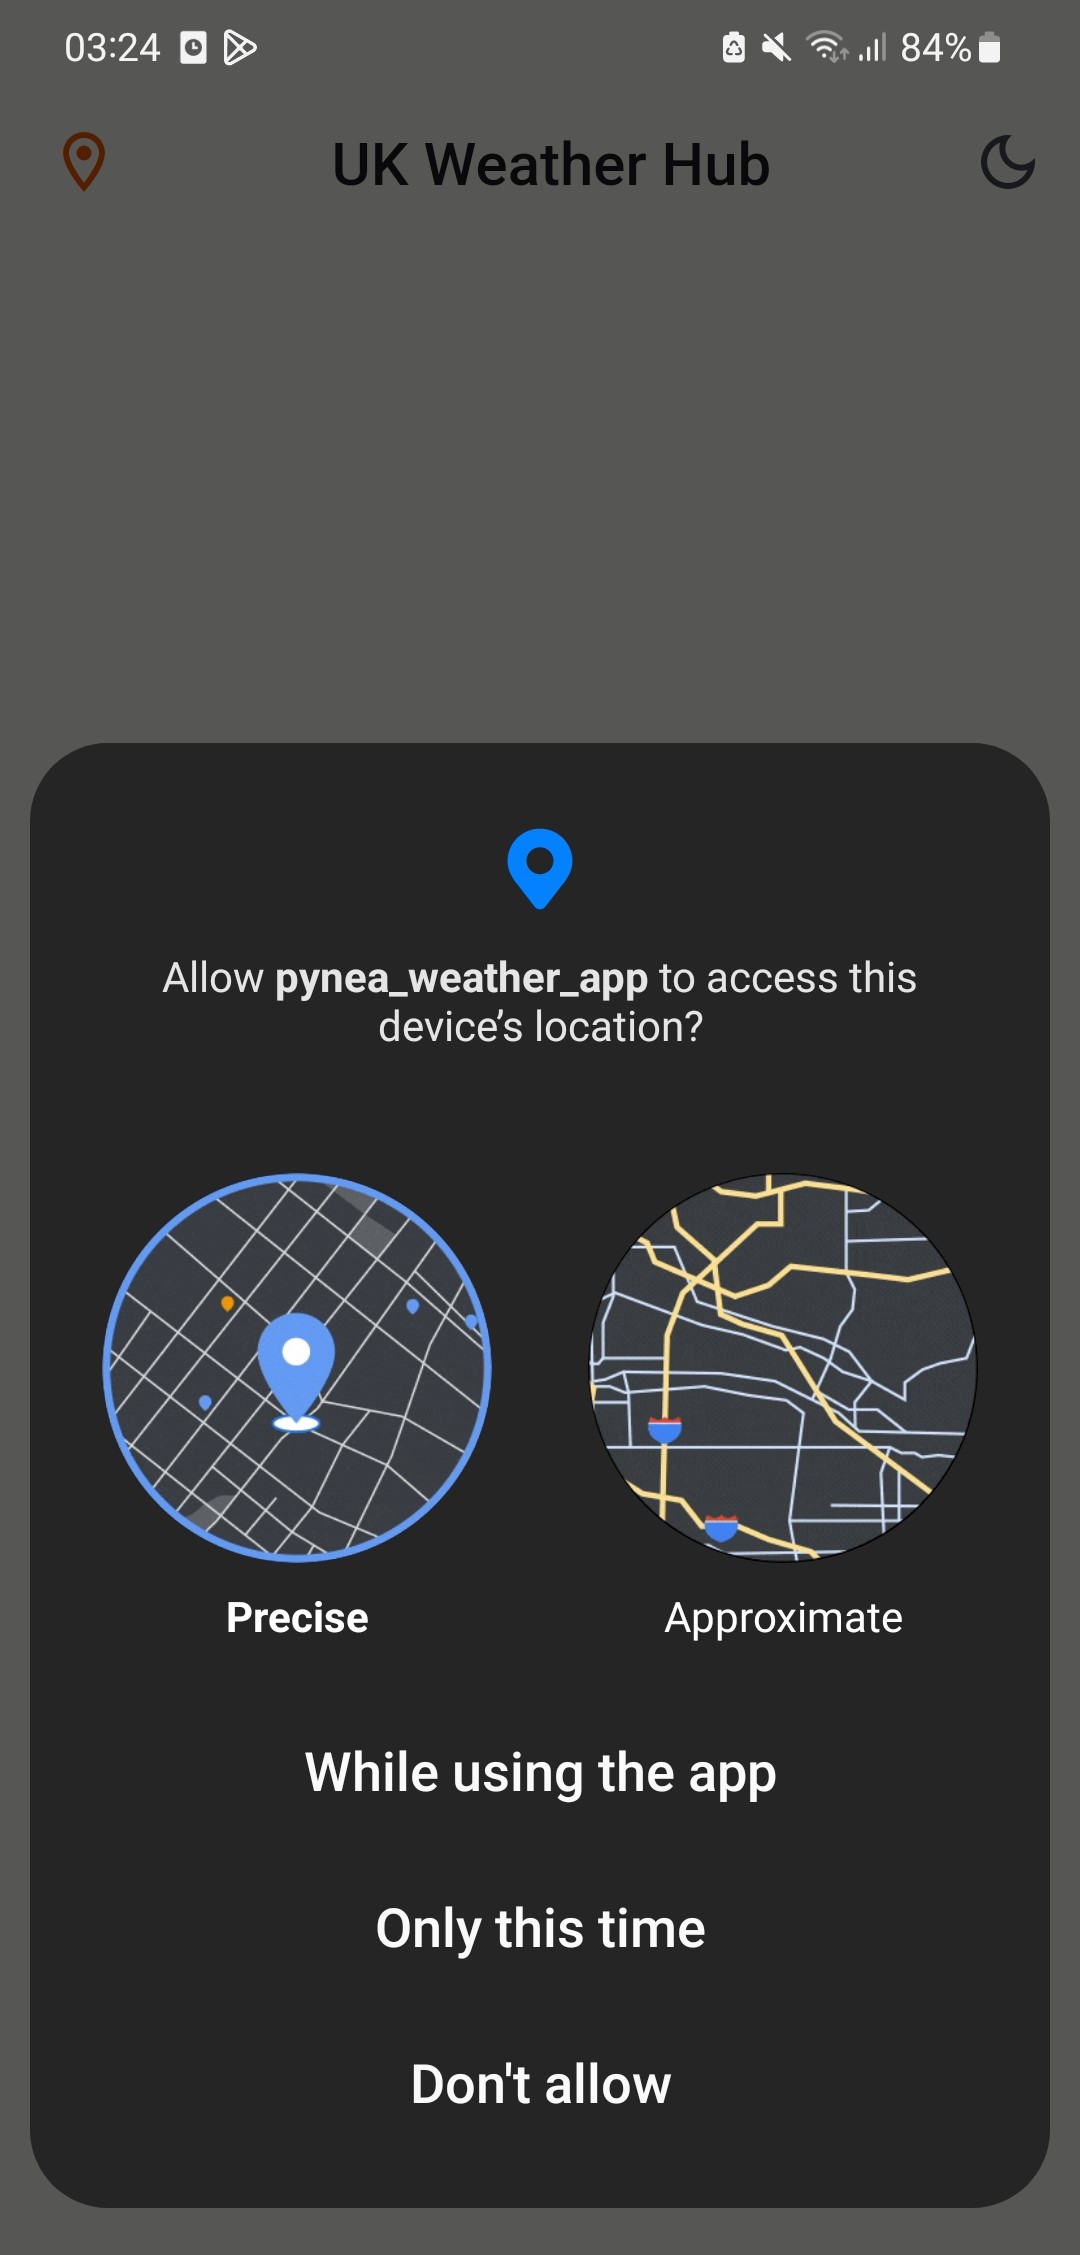 03:24
84%
UK Weather Hub
Allow pynea_weather_app to access this
device’s location?
Precise
Approximate
While using the app
Only this time
Don't allow